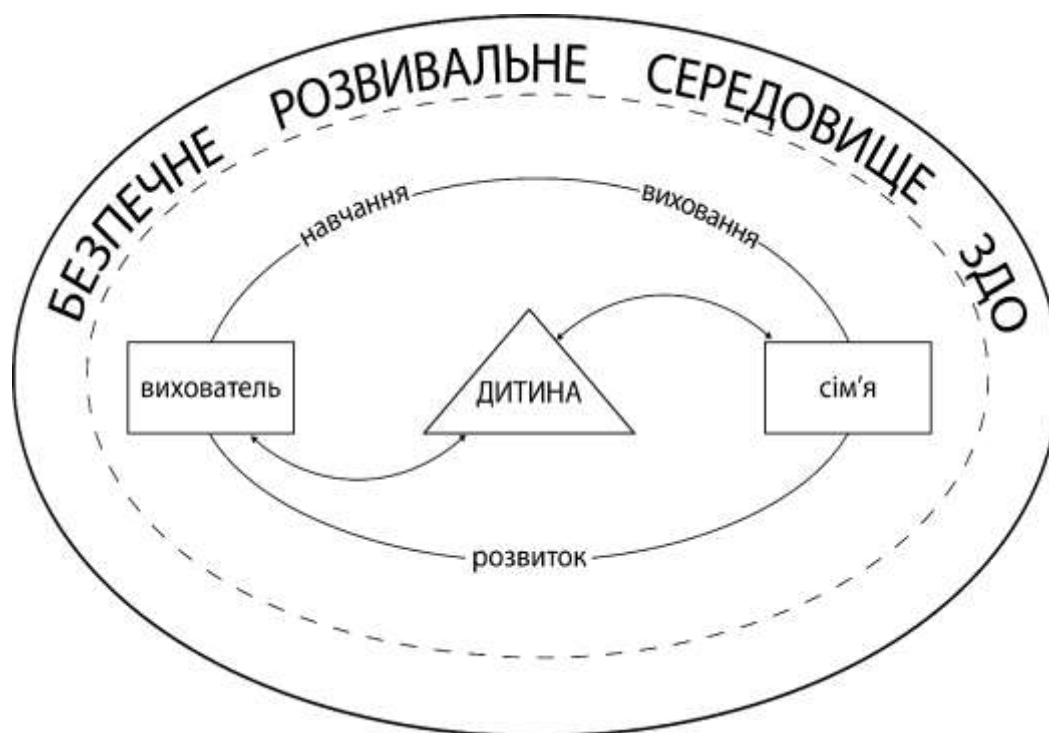 БЕЗПЕЧНЕ РОЗВИВАЛЬНЕ СЕРЕДОВИЩЕ ЗДО
навчання
виховання
вихователь
ДИТИНА
сім'я
розвиток